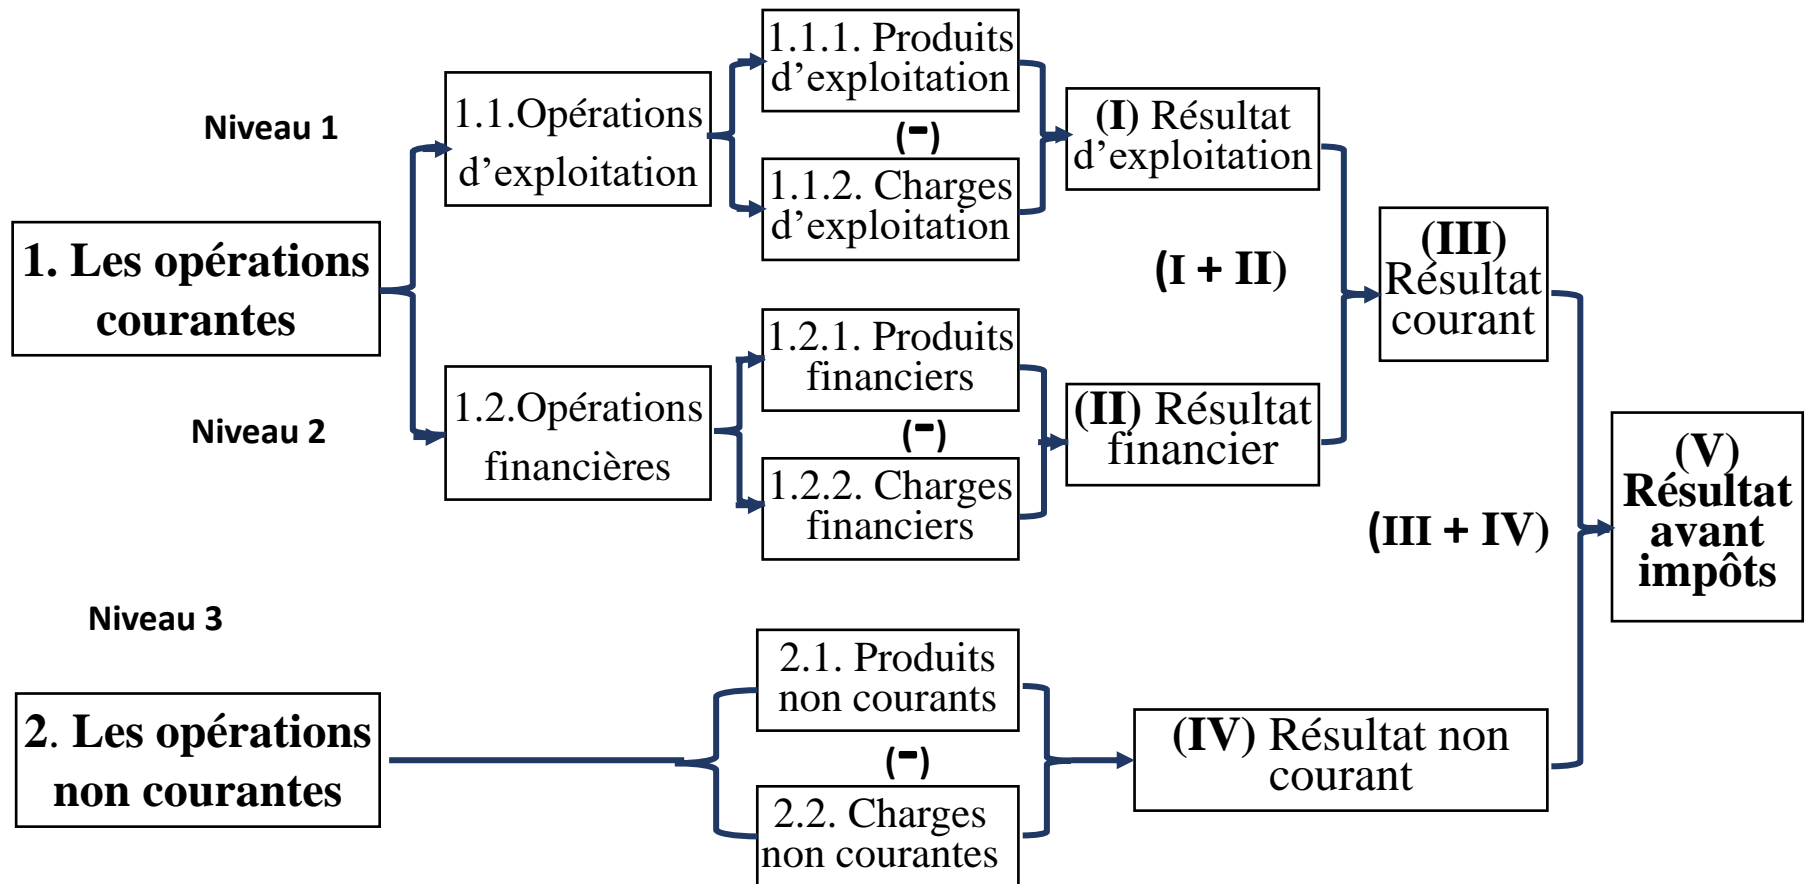 1.1.1. Produits
d’exploitation
Niveau 1
1.1.Opérations
d’exploitation
(-)
(I) Résultat
d’exploitation
1.1.2. Charges
d’exploitation
1. Les opérations
courantes
(I + II)
(III)
Résultat
courant
1.2.1. Produits
financiers
Niveau 2
1.2.Opérations
financières
(-)
(II) Résultat
financier
1.2.2. Charges
financiers
(III + IV)
(V)
Résultat
avant
impôts
Niveau 3
2. Les opérations
non courantes
2.1. Produits
non courants
(-)
2.2. Charges
non courantes
(IV) Résultat non
courant